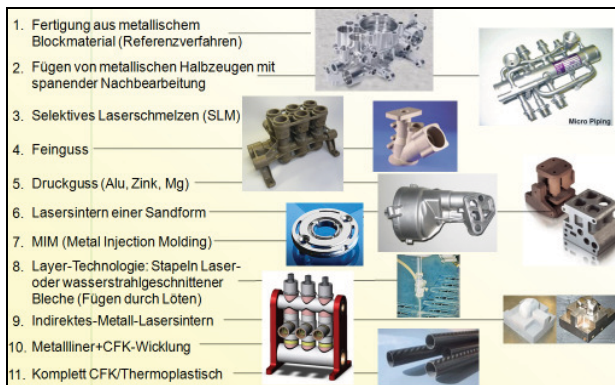 1. Fertigung aus metallischem
Blockmaterial (Referenzverfahren)
2. Fügen von metallischen Halbzeugen mit
spanender Nachbearbeitung
Micro Piping
3. Selektives Laserschmelzen (SLM)
4. Feinguss
5. Druckguss (Alu, Zink, Mg)
6. Lasersintern einer Sandform
7. MIM (Metal Injection Molding)
8. Layer-Technologie: Stapeln Laser-
oder wasserstrahlgeschnittener
Bleche (Fügen durch Löten)
9. Indirektes-Metall-Lasersintern
10. Metallliner+CFK-Wicklung
11. Komplett CFK/Thermoplastisch